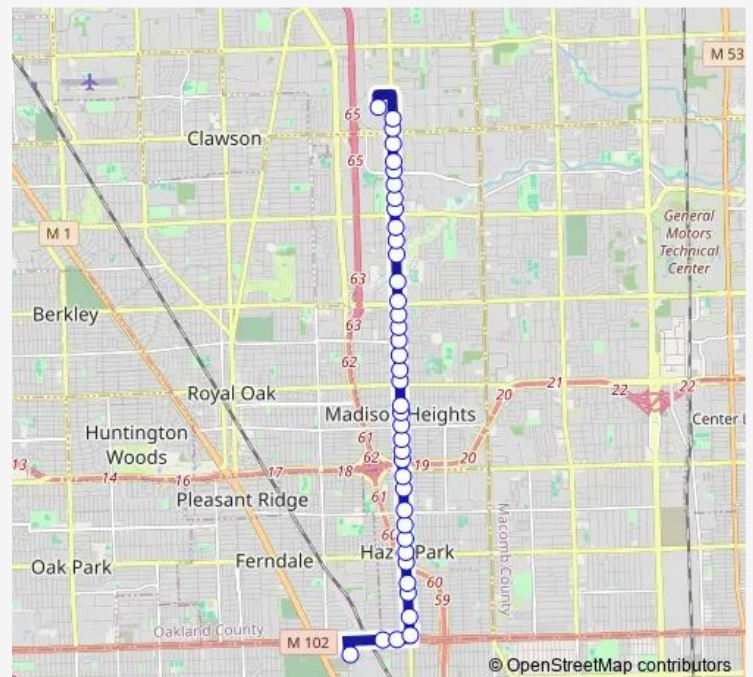 M 53
65
Clawson
65
General
Motors
Technical
Center
M 1
63
Berkley
63
62
21
22
22
Royal Oak
20
Madiso Heights
Center L
Huntington
Woods
61
62
19
20
13
14
16
17
18
61
Pleasant Ridge
60
Macomb County
Haz Park
Oak Park
Ferndale
60
59
Oakland County
M 102
© OpenStreetMap contributors